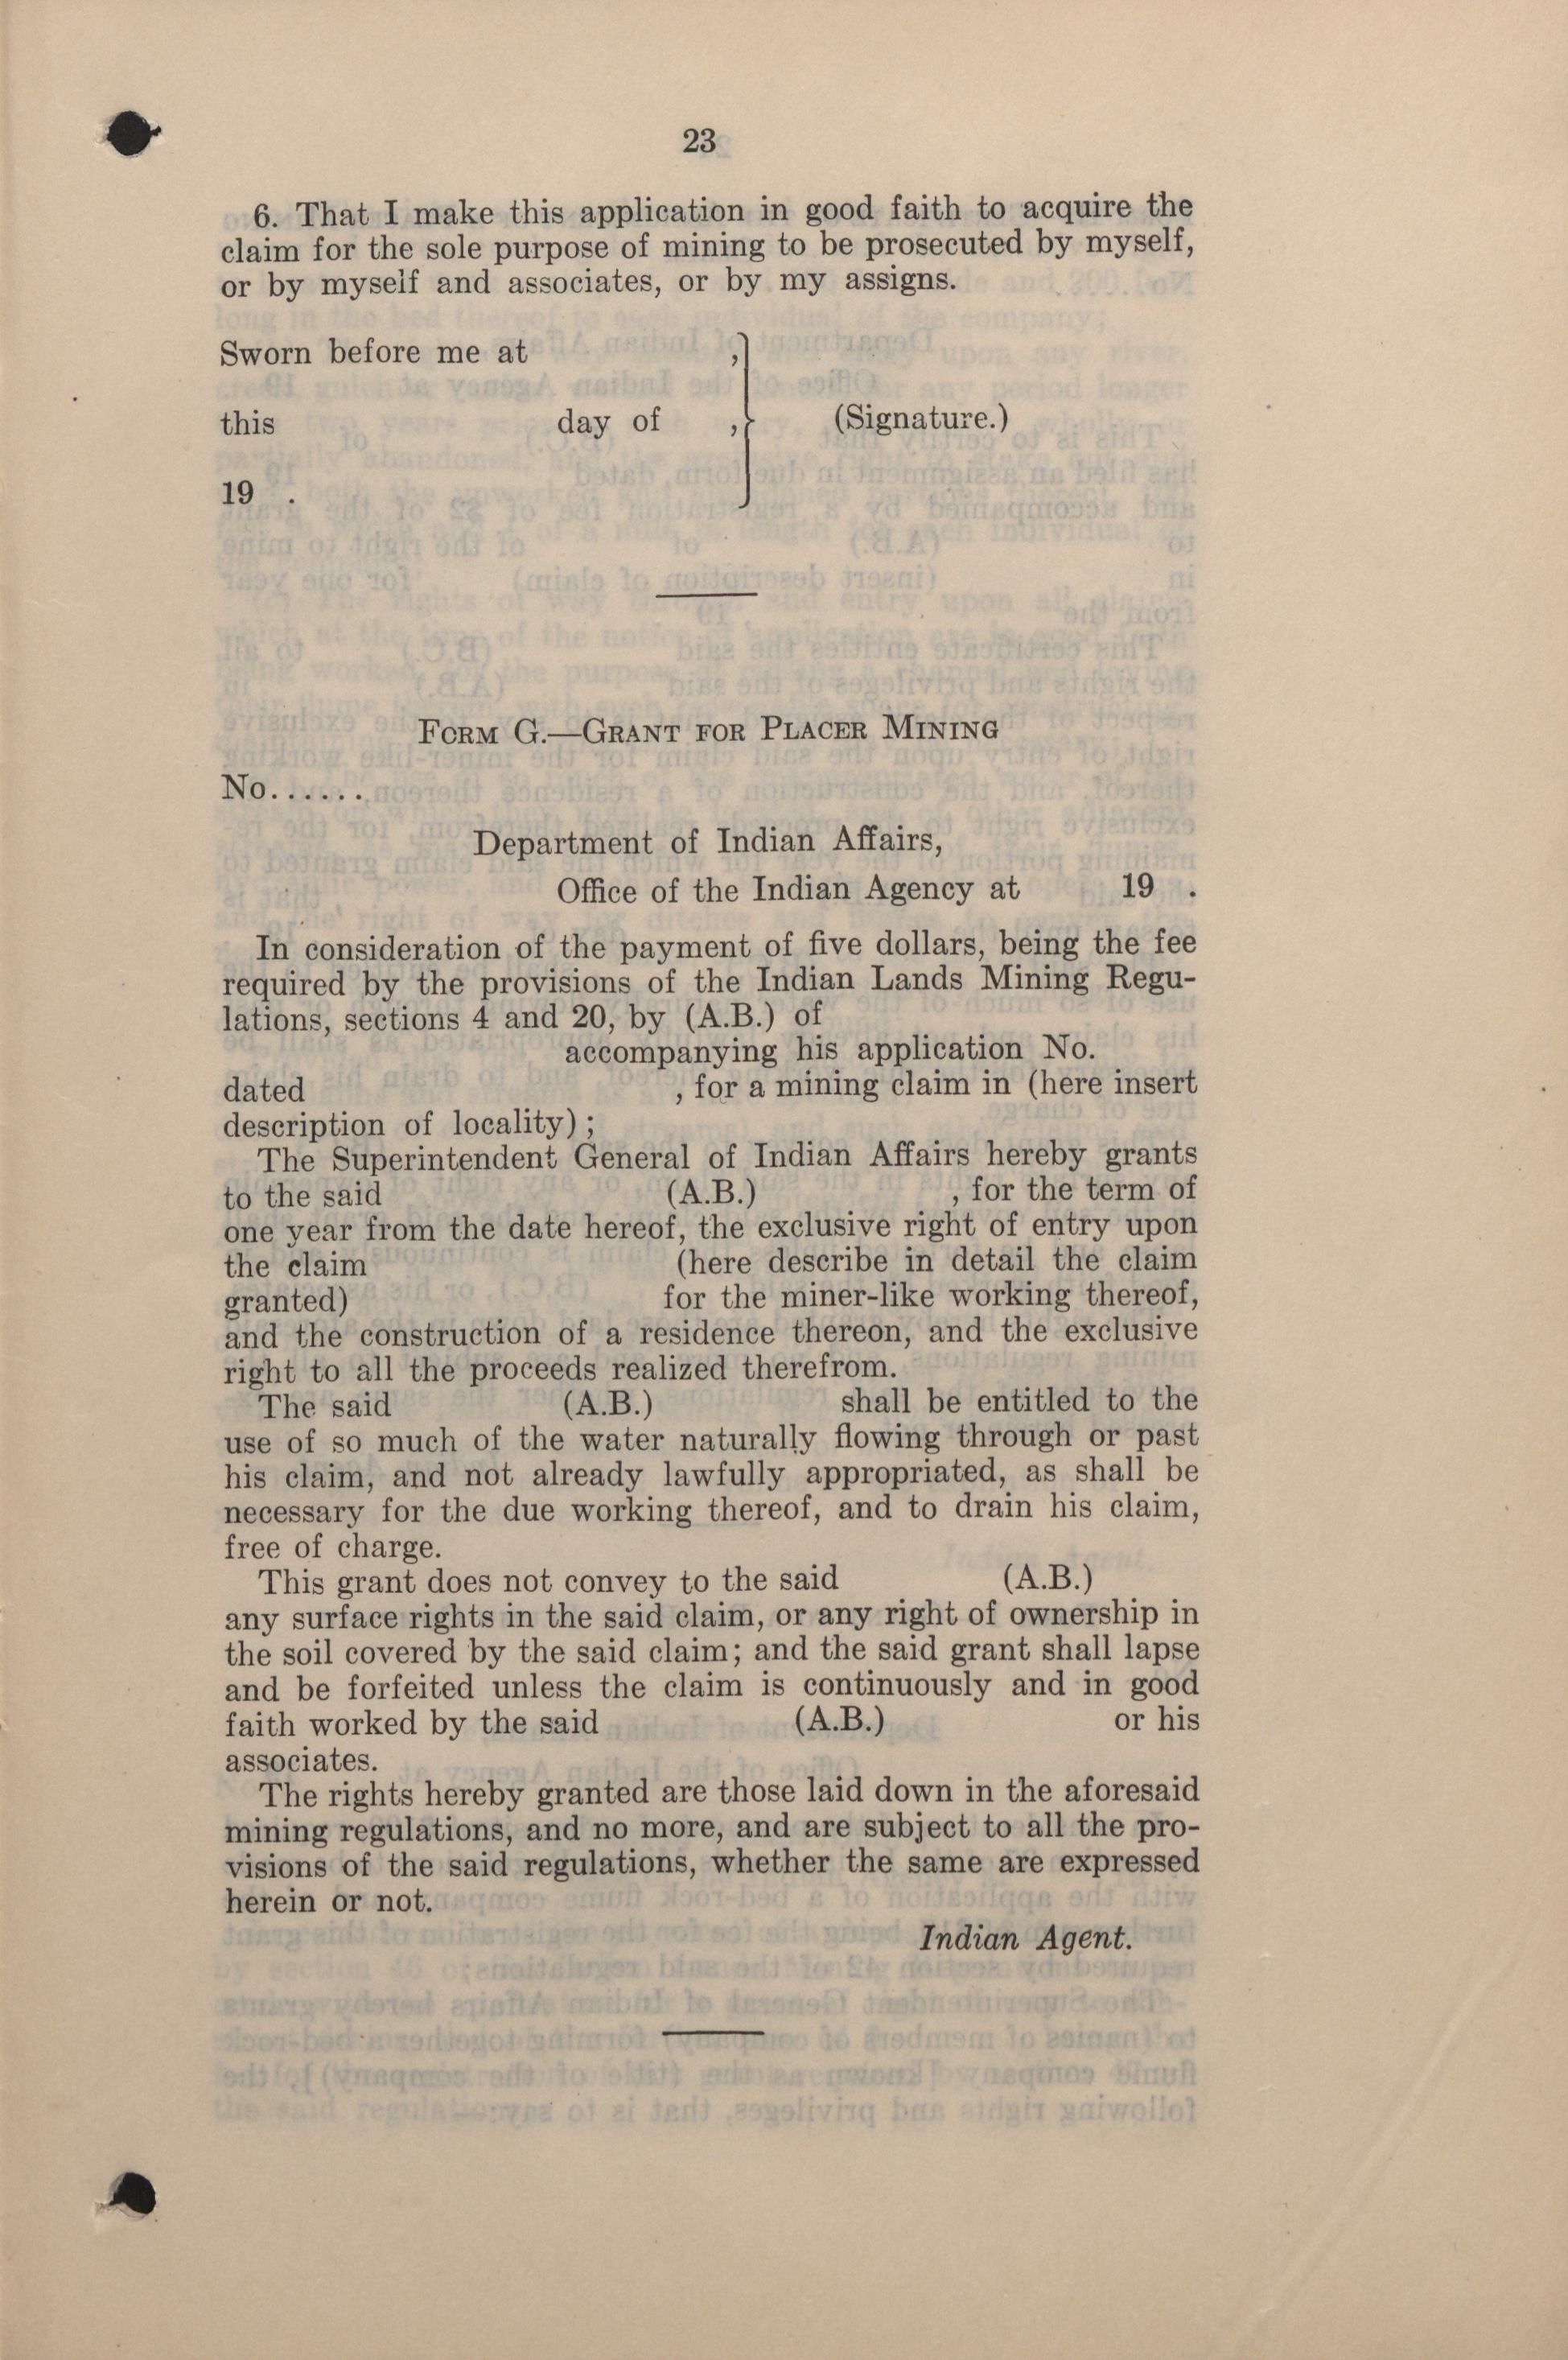 23
6. That I make this application in good faith to acquire the
claim for the sole purpose of mining to be prosecuted by myself,
or by myself and associates, or by my assigns.
Sworn before me at ,
this day of , (Signature.)
19 .
FORM G.—GRANT FOR PLACER MINING
No......
Department of Indian Affairs,
Office of the Indian Agency at 19 .
In consideration of the payment of five dollars, being the fee
required by the provisions of the Indian Lands Mining Regu-
lations, sections 4 and 20, by (A.B.) of
accompanying his application No.
dated , for a mining claim in (here insert
description of locality) ;
The Superintendent General of Indian Affairs hereby grants
to the said (A.B.) , for the term of
one year from the date hereof, the exclusive right of entry upon
the claim (here describe in detail the claim
granted) for the miner-like working thereof,
and the construction of a residence thereon, and the exclusive
right to all the proceeds realized therefrom.
The said (A.B.) shall be entitled to the
use of so much of the water naturally flowing through or past
his claim, and not already lawfully appropriated, as shall be
necessary for the due working thereof, and to drain his claim,
free of charge.
This grant does not convey to the said (A.B.)
any surface rights in the said claim, or any right of ownership in
the soil covered by the said claim; and the said grant shall lapse
and be forfeited unless the claim is continuously and in good
faith worked by the said (A.B.) or his
associates.
The rights hereby granted are those laid down in the aforesaid
mining regulations, and no more, and are subject to all the pro-
visions of the said regulations, whether the same are expressed
herein or not.
Indian Agent.